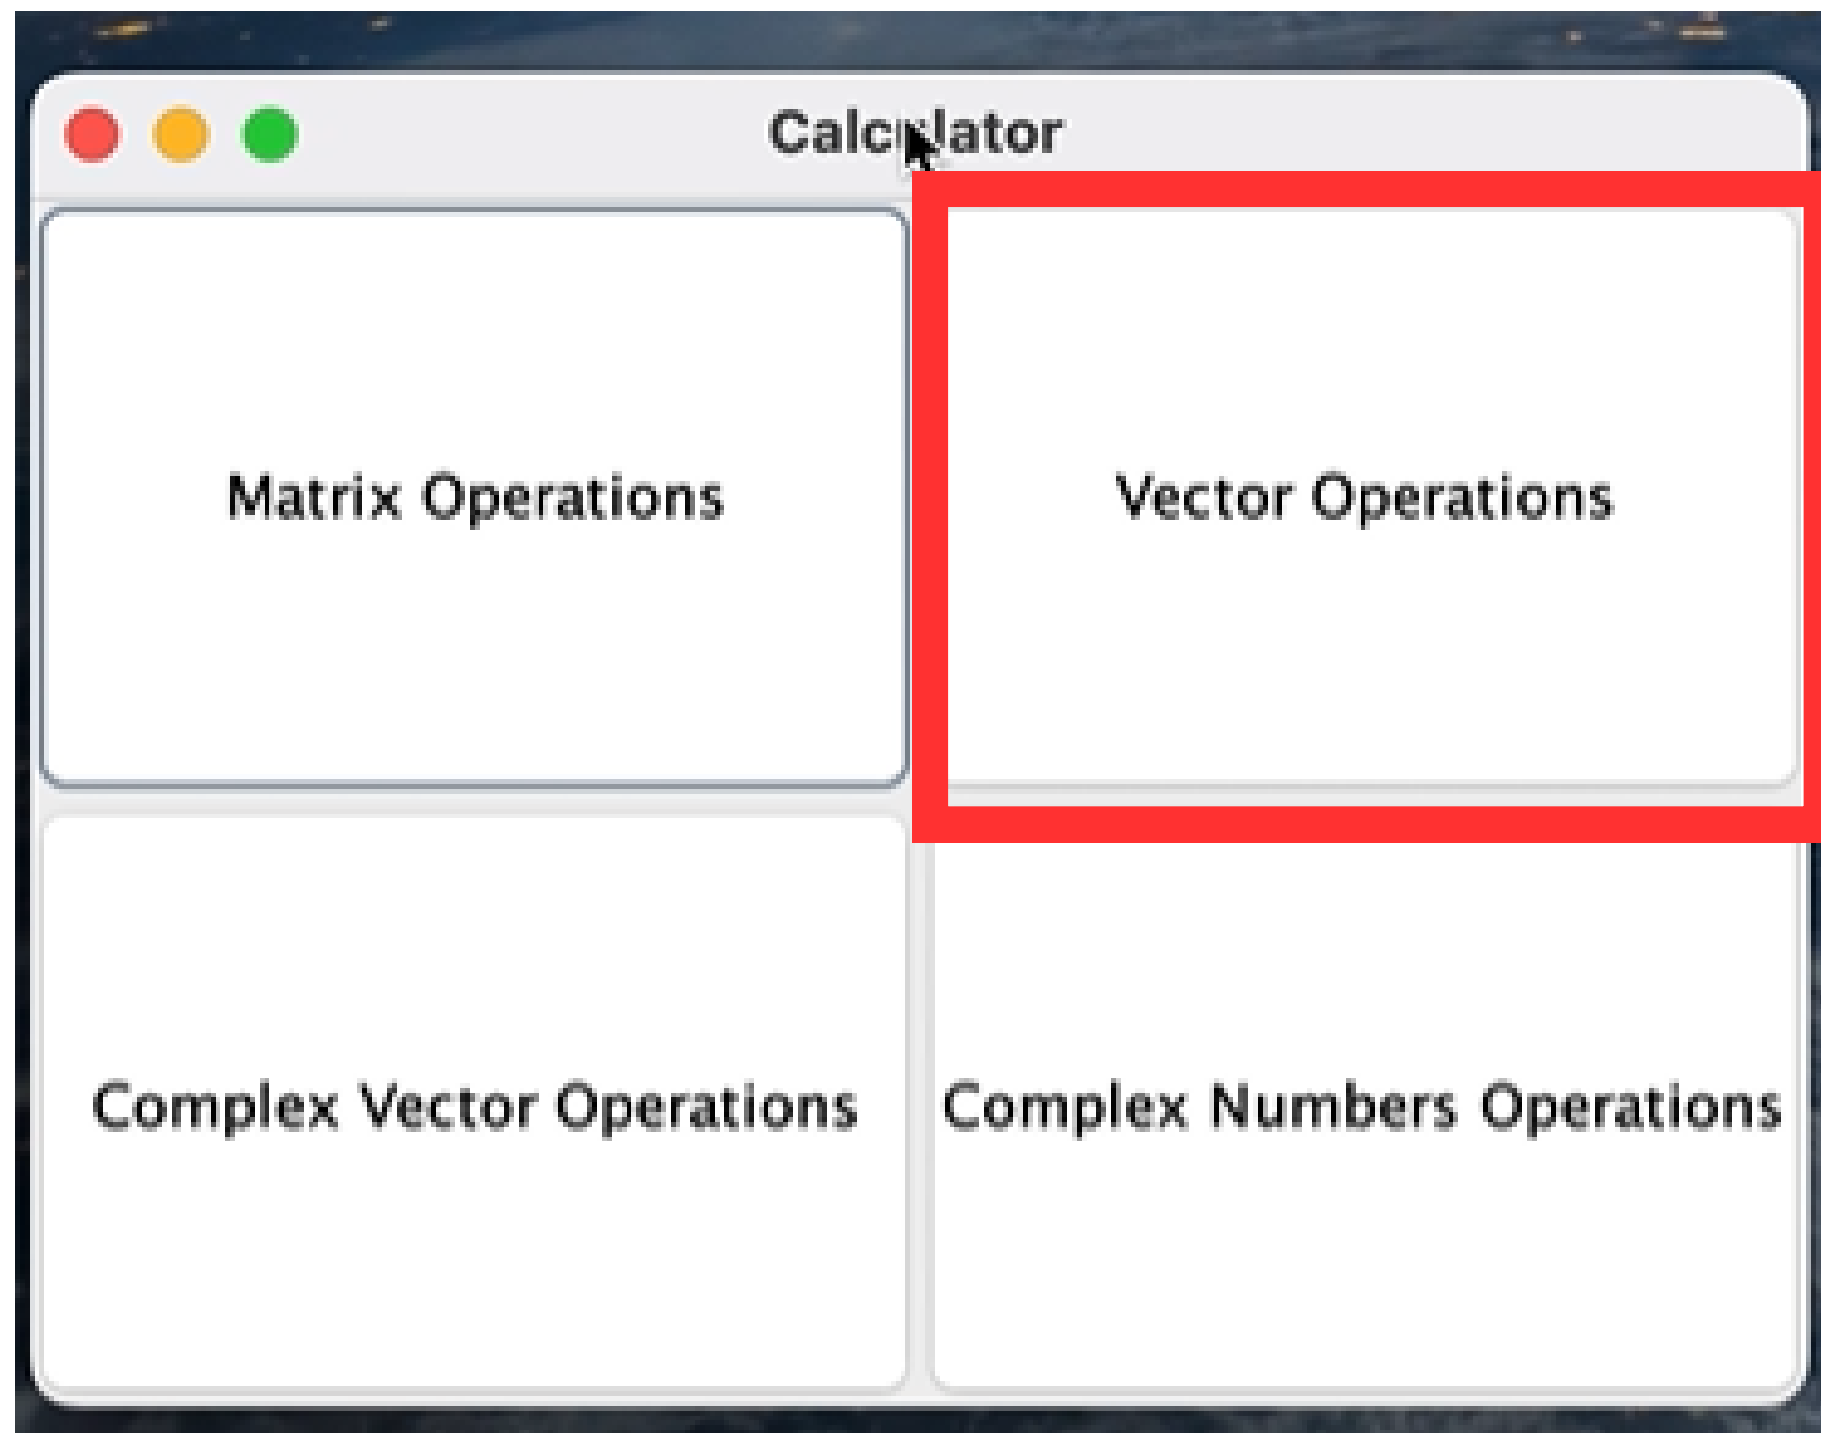 Calculator
Matrix Operations
Vector Operations
Complex Vector Operations
Complex Numbers Operations